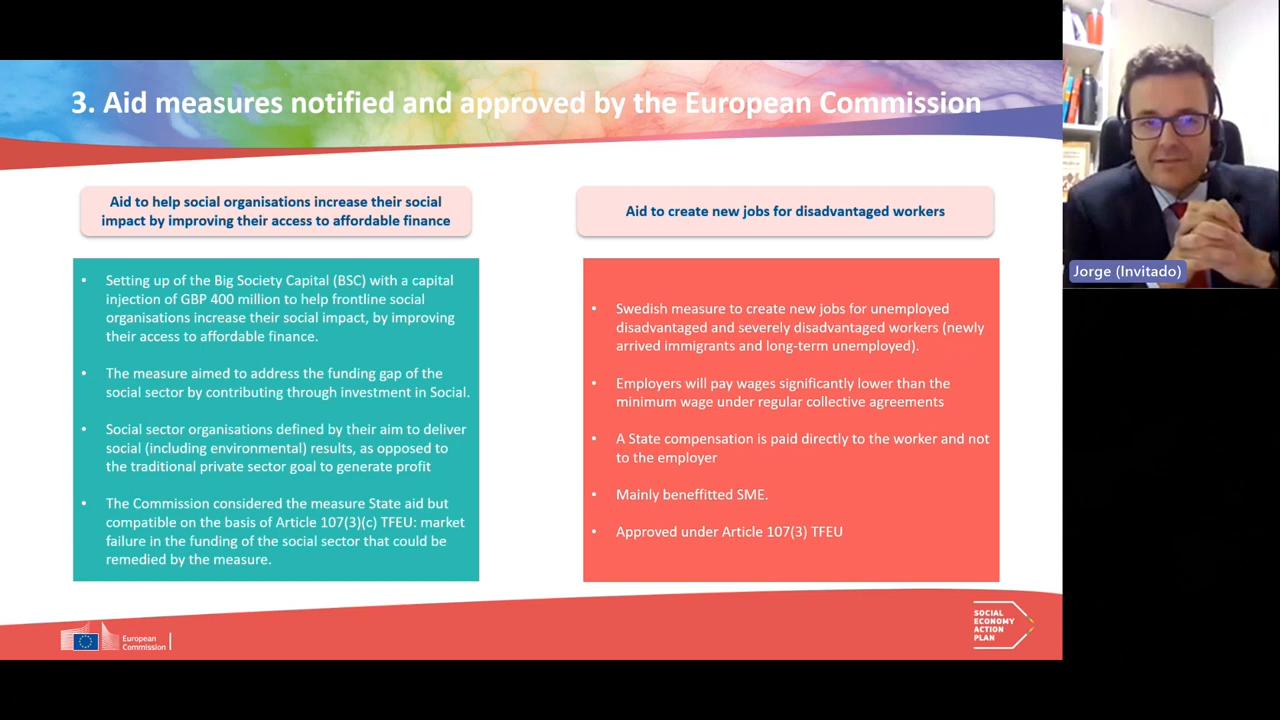 3. Aid measures notified and approved by the European Commission
Aid to help social organisations increase their social
impact by improving their access to affordable finance
• Setting up of the Big Society Capital (BSC) with a capital
injection of GBP 400 million to help frontline social
organisations increase their social impact, by improving
their access to affordable finance.
• The measure aimed to address the funding gap of the
social sector by contributing through investment in Social.
• Social sector organisations defined by their aim to deliver
social (including environmental) results, as opposed to
the traditional private sector goal to generate profit
• The Commission considered the measure State aid but
compatible on the basis of Article 107(3)(c) TFEU: market
failure in the funding of the social sector that could be
remedied by the measure.
Aid to create new jobs for disadvantaged workers
• Swedish measure to create new jobs for unemployed
disadvantaged and severely disadvantaged workers (newly
arrived immigrants and long-term unemployed).
• Employers will pay wages significantly lower than the
minimum wage under regular collective agreements
• A State compensation is paid directly to the worker and not
to the employer
• Mainly beneffitted SME.
• Approved under Article 107(3) TFEU
European
Commission
SOCIAL
ECONOMY
ACTION
PLAN
Jorge (Invitado)